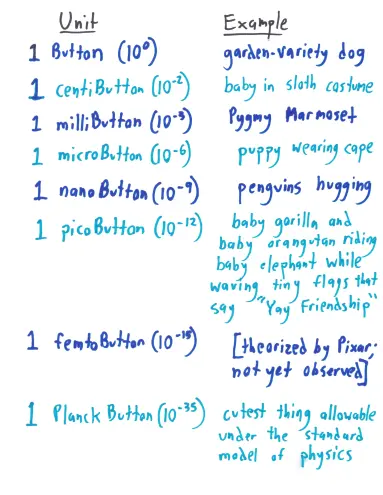 Unit Example
1 Button (10⁰) garden-variety dog
1 centiButton (10⁻²) baby in sloth costume
1 milliButton (10⁻³) Pygmy Marmoset
1 microButton (10⁻⁶) puppy wearing cape
1 nanoButton (10⁻⁹) penguins hugging
1 picoButton (10⁻¹²) baby gorilla and
baby orangutan riding
baby elephant while
waving tiny flags that
say "Yay Friendship"
1 femtoButton (10⁻¹⁵) [theorized by Pixar;
not yet observed]
1 Planck Button (10⁻³⁵) cutest thing allowable
under the standard
model of physics